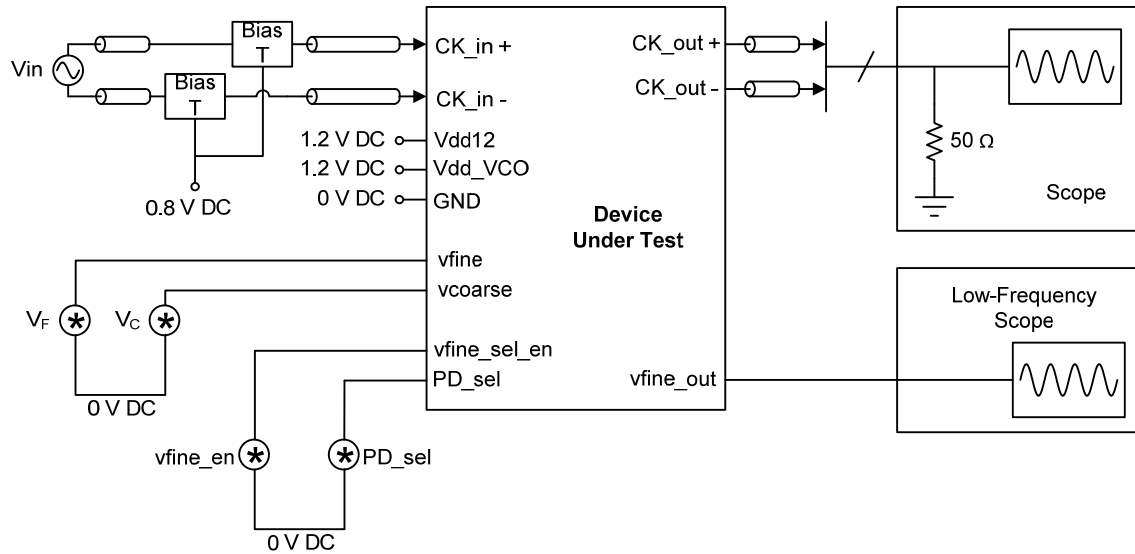 Vin
Bias
T
Bias
T
0.8 V DC
CK_in +
CK_in -
1.2 V DC
Vdd12
1.2 V DC
Vdd_VCO
0 V DC
GND
vfine
vcoarse
vfine_sel_en
PD_sel
Device
Under Test
CK_out +
CK_out -
vfine_out
50 Ω
Scope
Low-Frequency
Scope
VF
*
VC
*
0 V DC
vfine_en
*
*
PD_sel
0 V DC